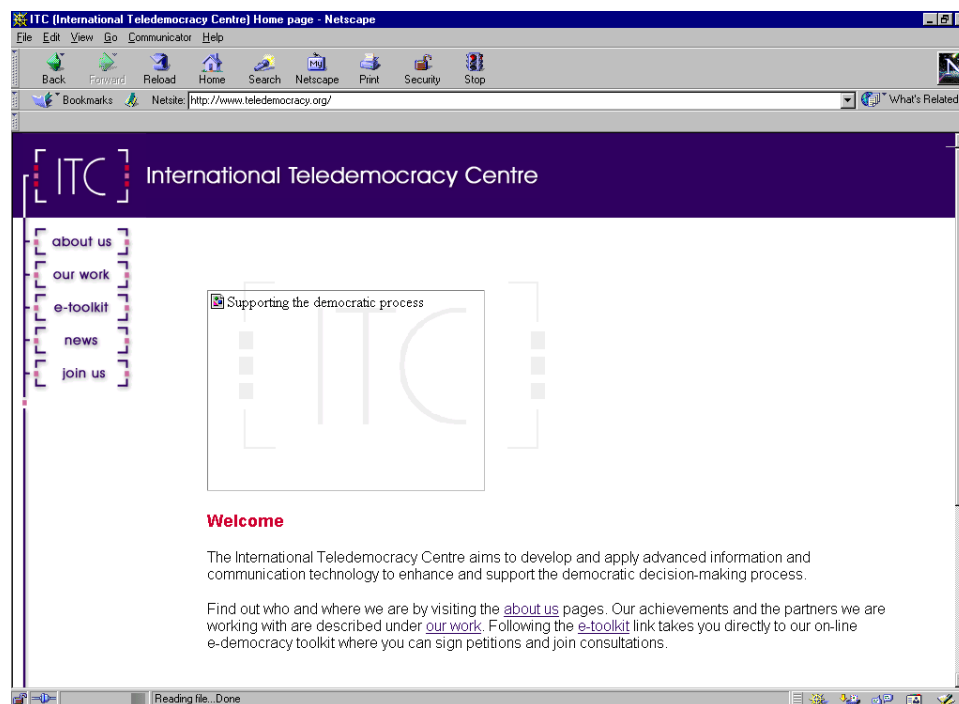 ITC (International Teledemocracy Centre) Home page - Netscape
File Edit View Go Communicator Help
Back Forward Reload Home Search Netscape Print Security Stop
My
N
Bookmarks Netsite: http://www.teledemocracy.org/ What's Related
ITC International Teledemocracy Centre
about us
our work
e-toolkit
news
join us
Supporting the democratic process
ITC
Welcome
The International Teledemocracy Centre aims to develop and apply advanced information and
communication technology to enhance and support the democratic decision-making process.
Find out who and where we are by visiting the about us pages. Our achievements and the partners we are
working with are described under our work. Following the e-toolkit link takes you directly to our on-line
e-democracy toolkit where you can sign petitions and join consultations.
Reading file...Done